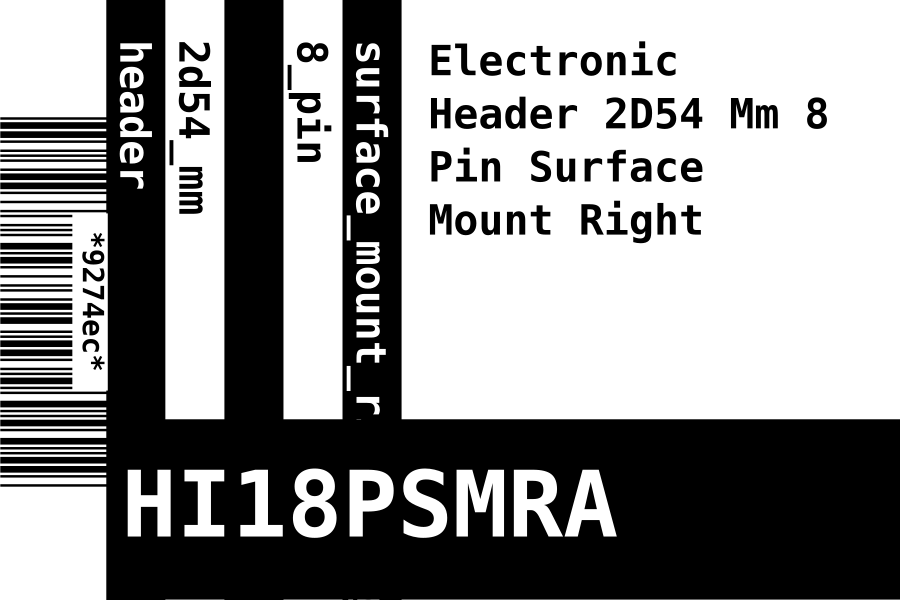 *9274ec*
header
2d54_mm
8_pin
surface_mount_r
Electronic
Header 2D54 Mm 8
Pin Surface
Mount Right
HI18PSMRA